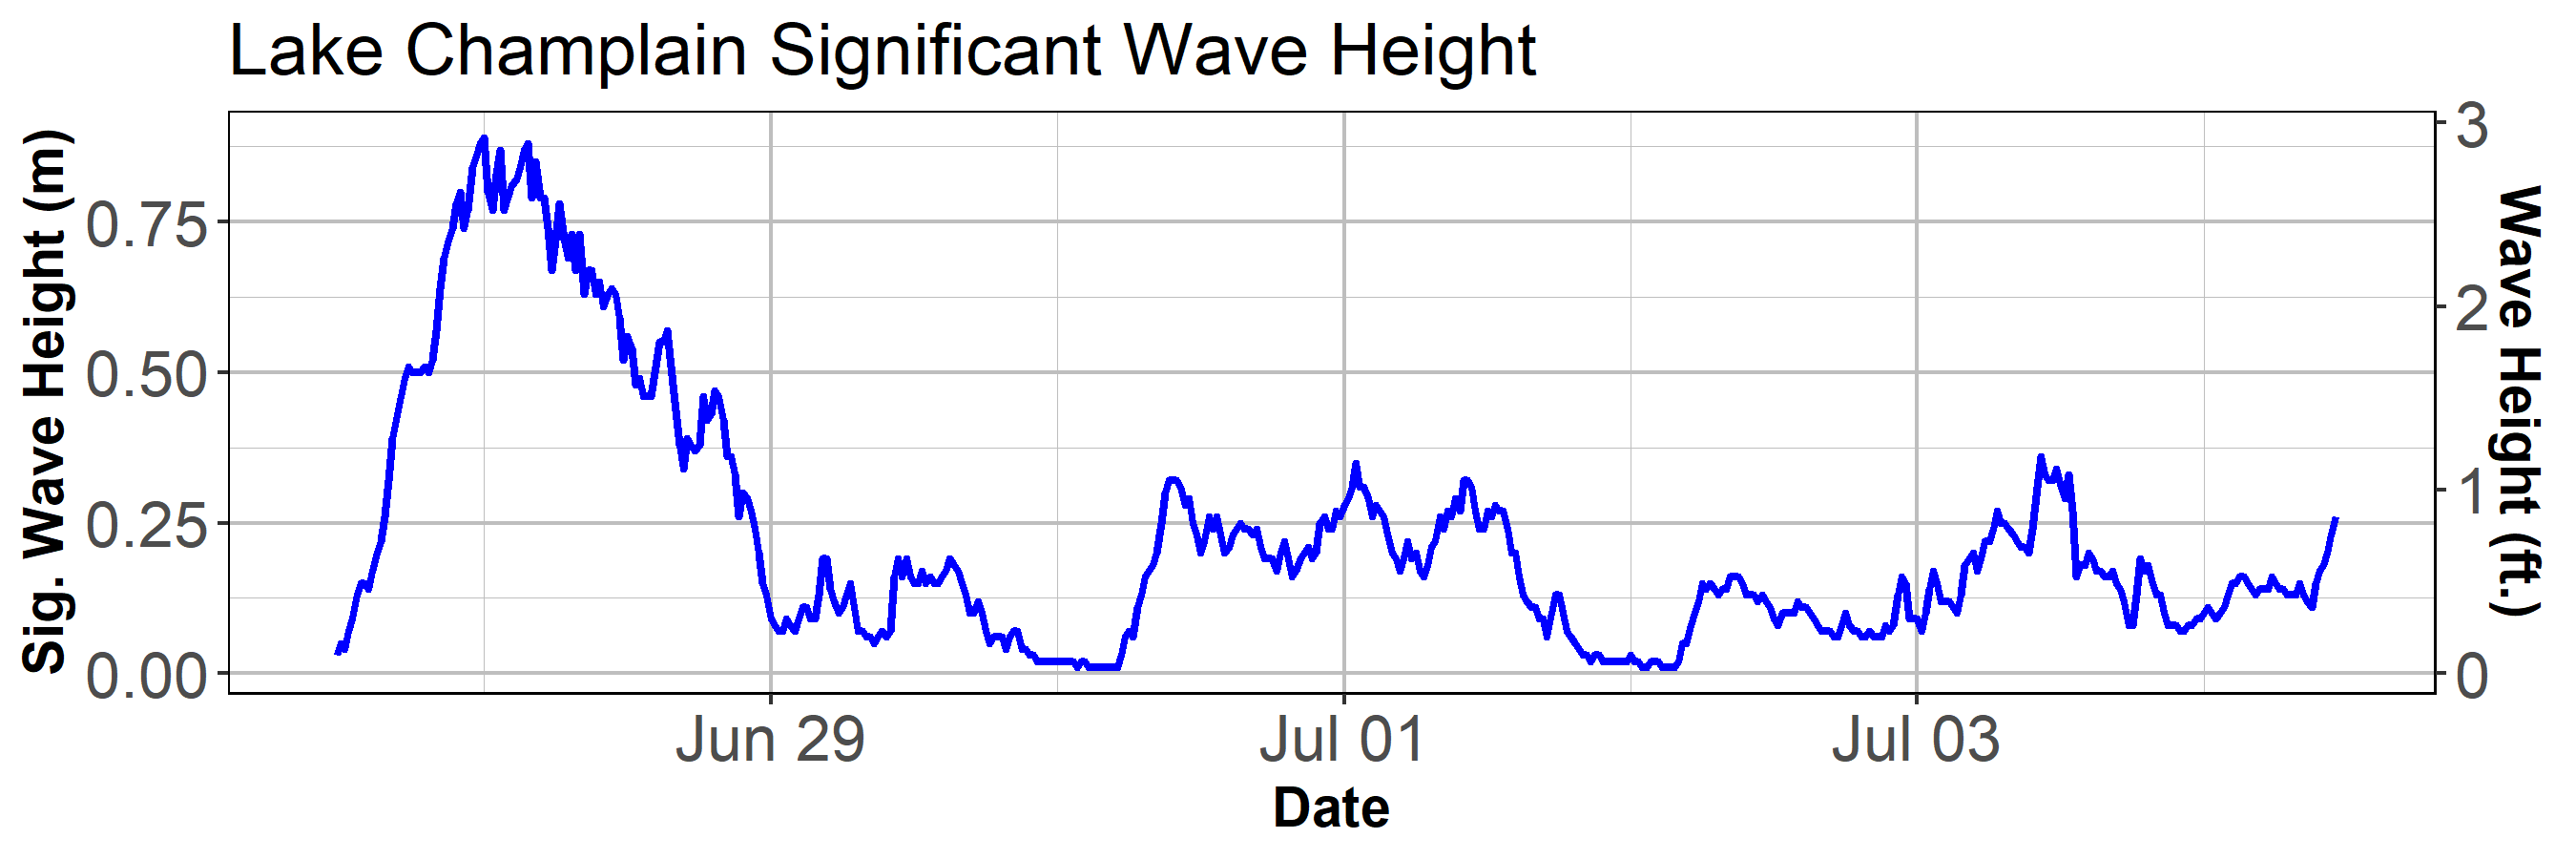 Lake Champlain Significant Wave Height
Sig. Wave Height (m)
0.75
0.50
0.25
0.00
3
2
1
0
Wave Height (ft.)
Jun 29
Jul 01
Jul 03
Date